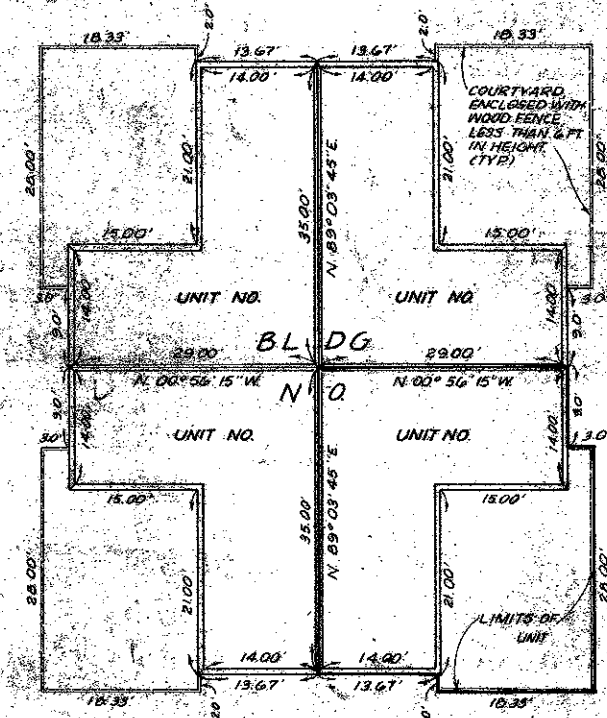 18.33' 2.0' 13.67' 13.67' 2.0' 18.33'
14.00' 14.00'
COURTYARD
ENCLOSED WITH
WOOD FENCE
LESS THAN 6 FT
IN HEIGHT
(TYP.)
28.00' 21.00' 35.00' N. 89° 03' 45" E. 21.00' 28.00'
15.00' 15.00'
3.0' 9.0' 14.00' UNIT NO. UNIT NO. 14.00' 9.0' 3.0'
BLDG
29.00' 29.00'
N. 00° 56' 15" W. N. 00° 56' 15" W.
NO.
3.0' 9.0' 14.00' UNIT NO. UNIT NO. 14.00' 9.0' 3.0'
15.00' 15.00'
28.00' 21.00' 35.00' N. 89° 03' 45" E. 21.00' 28.00'
LIMITS OF
UNIT
14.00' 14.00'
18.33' 2.0' 13.67' 13.67' 2.0' 18.33'